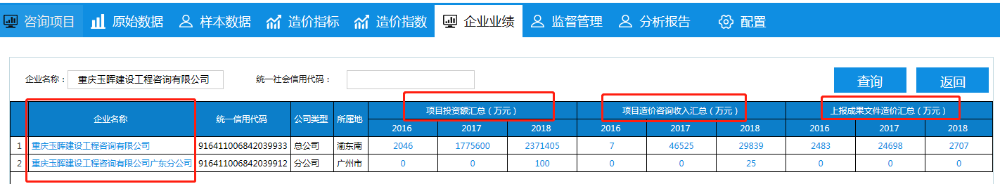 咨询项目 原始数据 样本数据 造价指标 造价指数 企业业绩 监督管理 分析报告 配置
企业名称： 重庆玉晖建设工程咨询有限公司 统一社会信用代码： 查询 返回
企业名称 统一信用代码 公司类型 所属地 项目投资额汇总（万元） 项目造价咨询收入汇总（万元） 上报成果文件造价汇总（万元）
2016 2017 2018 2016 2017 2018 2016 2017 2018
1 重庆玉晖建设工程咨询有限公司 916411006842039933 总公司 渝东南 2046 1775600 2371405 7 46525 29839 2483 24698 2707
2 重庆玉晖建设工程咨询有限公司广东分公司 916411006842039912 分公司 广州市 0 0 100 0 0 25 0 0 0